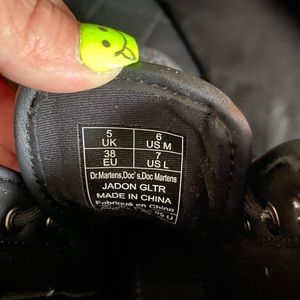 5 UK 6 US M
38 EU 7 US L
Dr.Martens,Doc's,Doc Martens
JADON GLTR
MADE IN CHINA
Fabriqué en Chine